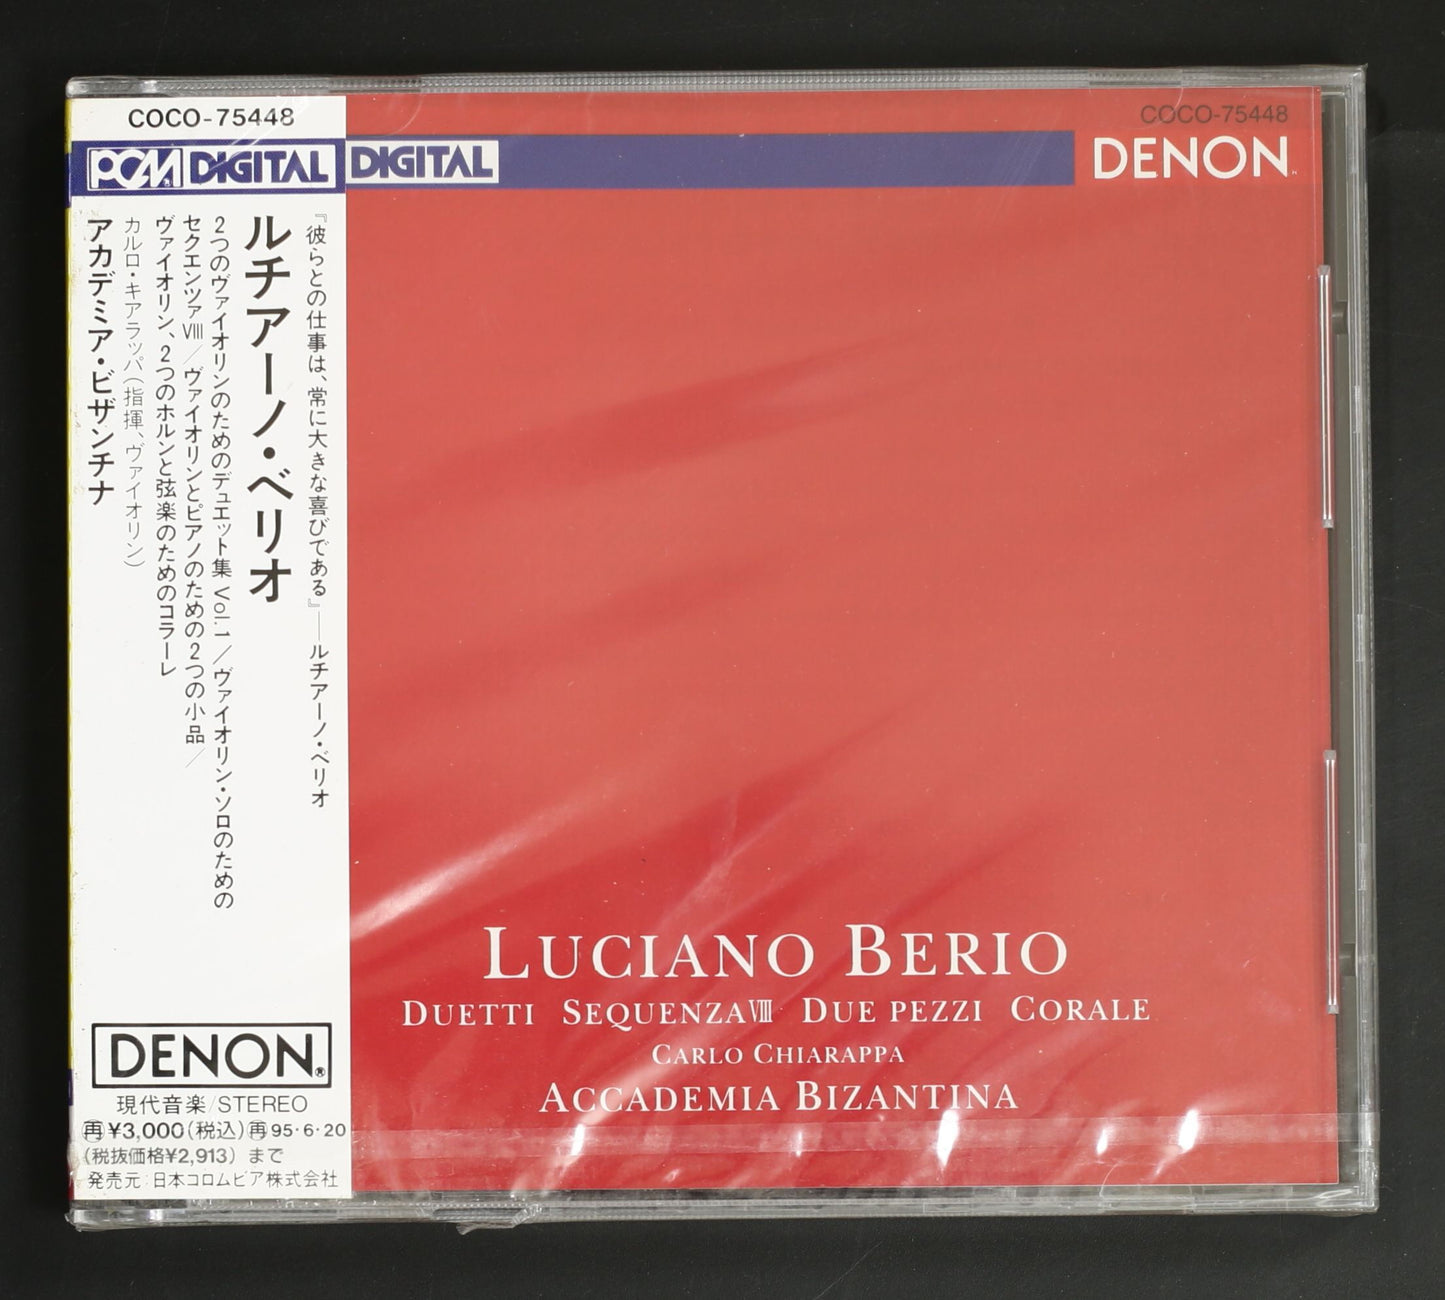 COCO-75448
PCM DIGITAL
『彼らとの仕事は、常に大きな喜びである』──ルチアーノ・ベリオ
ルチアーノ・ベリオ
2つのヴァイオリンのためのデュエット集 Vol.1／ヴァイオリン・ソロのための
セクエンツァⅧ／ヴァイオリンとピアノのための2つの小品／
ヴァイオリン、2つのホルンと弦楽のためのコラーレ
カルロ・キアラッパ(指揮、ヴァイオリン)
アカデミア・ビザンチナ
DENON®
現代音楽/STEREO
再¥3,000(税込)再95・6・20
(税抜価格¥2,913) まで
発売元:日本コロムビア株式会社
COCO-75448
DIGITAL
DENON
LUCIANO BERIO
DUETTI SEQUENZA Ⅷ DUE PEZZI CORALE
CARLO CHIARAPPA
ACCADEMIA BIZANTINA